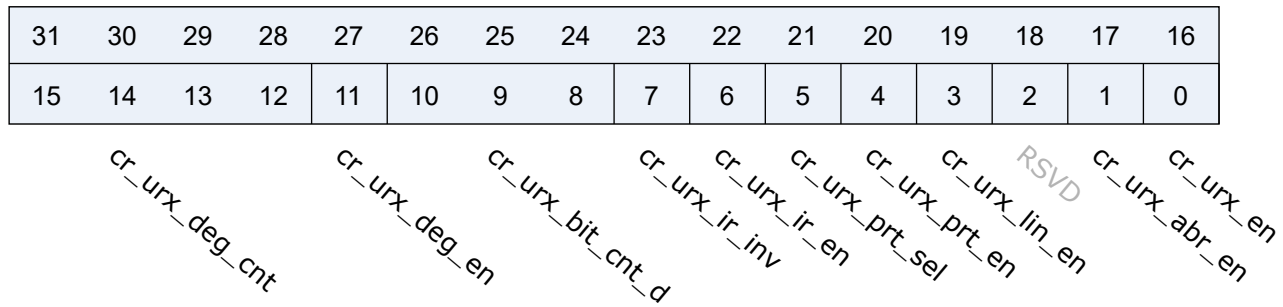 31 30 29 28 27 26 25 24 23 22 21 20 19 18 17 16
15 14 13 12 11 10 9 8 7 6 5 4 3 2 1 0
cr_urx_deg_cnt
cr_urx_deg_en
cr_urx_bit_cnt_d
cr_urx_ir_inv
cr_urx_ir_en
cr_urx_prt_sel
cr_urx_prt_en
cr_urx_lin_en
RSVD
cr_urx_abr_en
cr_urx_en